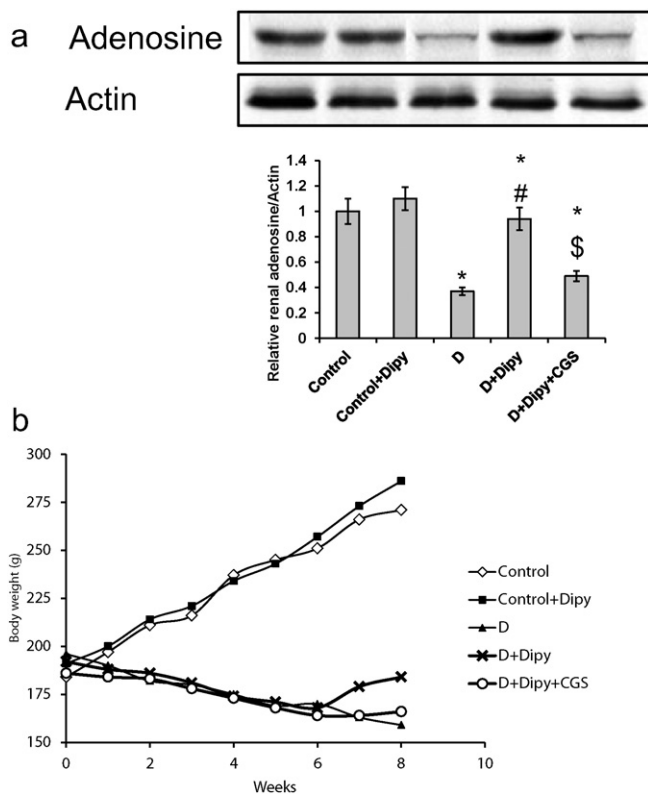 a
Adenosine
Actin
Relative renal adenosine/Actin
1.4
1.2
1
0.8
0.6
0.4
0.2
0
*
*
#
*
$
Control
Control+Dipy
D
D+Dipy
D+Dipy+CGS
b
Body weight (g)
300
275
250
225
200
175
150
0
2
4
6
8
10
Weeks
Control
Control+Dipy
D
D+Dipy
D+Dipy+CGS